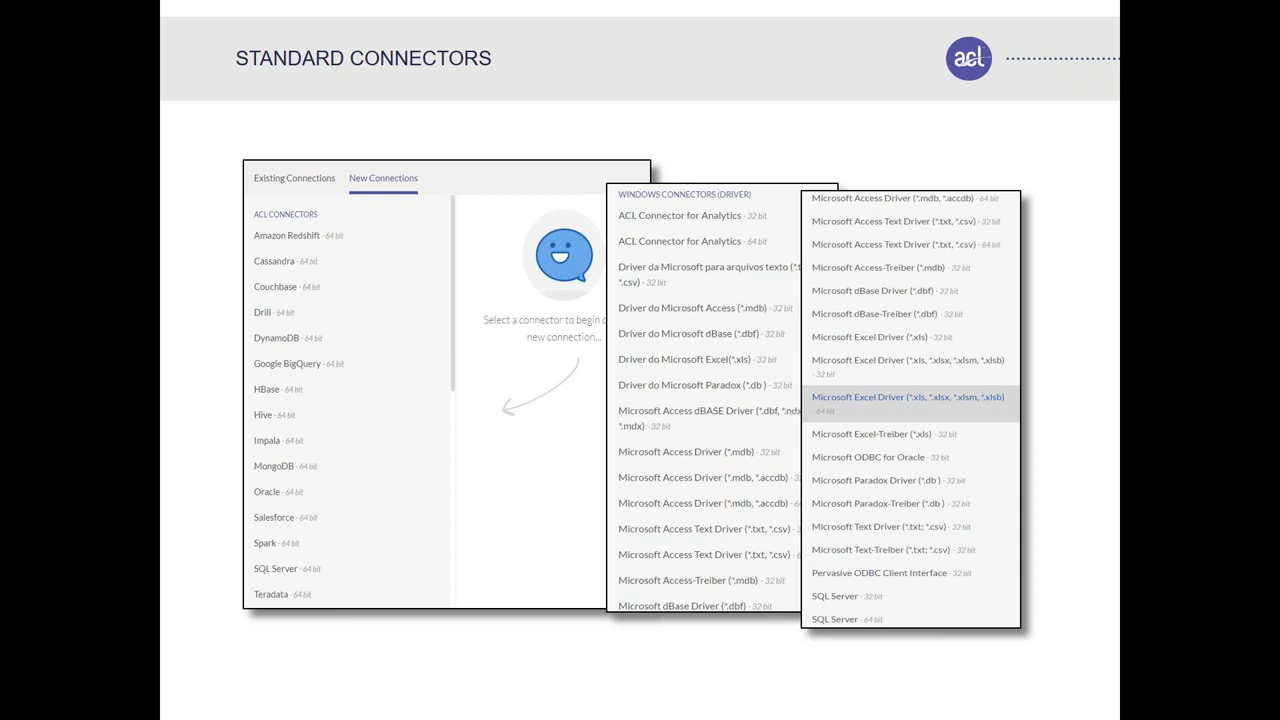 STANDARD CONNECTORS
acl
Existing Connections
New Connections
ACL CONNECTORS
Amazon Redshift - 64 bit
Cassandra - 64 bit
Couchbase - 64 bit
Drill - 64 bit
DynamoDB - 64 bit
Google BigQuery - 64 bit
HBase - 64 bit
Hive - 64 bit
Impala - 64 bit
MongoDB - 64 bit
Oracle - 64 bit
Salesforce - 64 bit
Spark - 64 bit
SQL Server - 64 bit
Teradata - 64 bit
Select a connector to begin
new connection...
WINDOWS CONNECTORS (DRIVER)
ACL Connector for Analytics - 32 bit
ACL Connector for Analytics - 64 bit
Driver da Microsoft para arquivos texto (*.t
*.csv) - 32 bit
Driver do Microsoft Access (*.mdb) - 32 bit
Driver do Microsoft dBase (*.dbf) - 32 bit
Driver do Microsoft Excel(*.xls) - 32 bit
Driver do Microsoft Paradox (*.db ) - 32 bit
Microsoft Access dBASE Driver (*.dbf, *.ndx
*.mdx) - 32 bit
Microsoft Access Driver (*.mdb) - 32 bit
Microsoft Access Driver (*.mdb, *.accdb) - 3
Microsoft Access Driver (*.mdb, *.accdb) - 6
Microsoft Access Text Driver (*.txt, *.csv) - 3
Microsoft Access Text Driver (*.txt, *.csv) - 6
Microsoft Access-Treiber (*.mdb) - 32 bit
Microsoft dBase Driver (*.dbf) - 32 bit
Microsoft Access Driver (*.mdb, *.accdb) - 64 bit
Microsoft Access Text Driver (*.txt, *.csv) - 32 bit
Microsoft Access Text Driver (*.txt, *.csv) - 64 bit
Microsoft Access-Treiber (*.mdb) - 32 bit
Microsoft dBase Driver (*.dbf) - 32 bit
Microsoft dBase-Treiber (*.dbf) - 32 bit
Microsoft Excel Driver (*.xls) - 32 bit
Microsoft Excel Driver (*.xls, *.xlsx, *.xlsm, *.xlsb)
- 32 bit
Microsoft Excel Driver (*.xls, *.xlsx, *.xlsm, *.xlsb)
- 64 bit
Microsoft Excel-Treiber (*.xls) - 32 bit
Microsoft ODBC for Oracle - 32 bit
Microsoft Paradox Driver (*.db ) - 32 bit
Microsoft Paradox-Treiber (*.db ) - 32 bit
Microsoft Text Driver (*.txt; *.csv) - 32 bit
Microsoft Text-Treiber (*.txt; *.csv) - 32 bit
Pervasive ODBC Client Interface - 32 bit
SQL Server - 32 bit
SQL Server - 64 bit